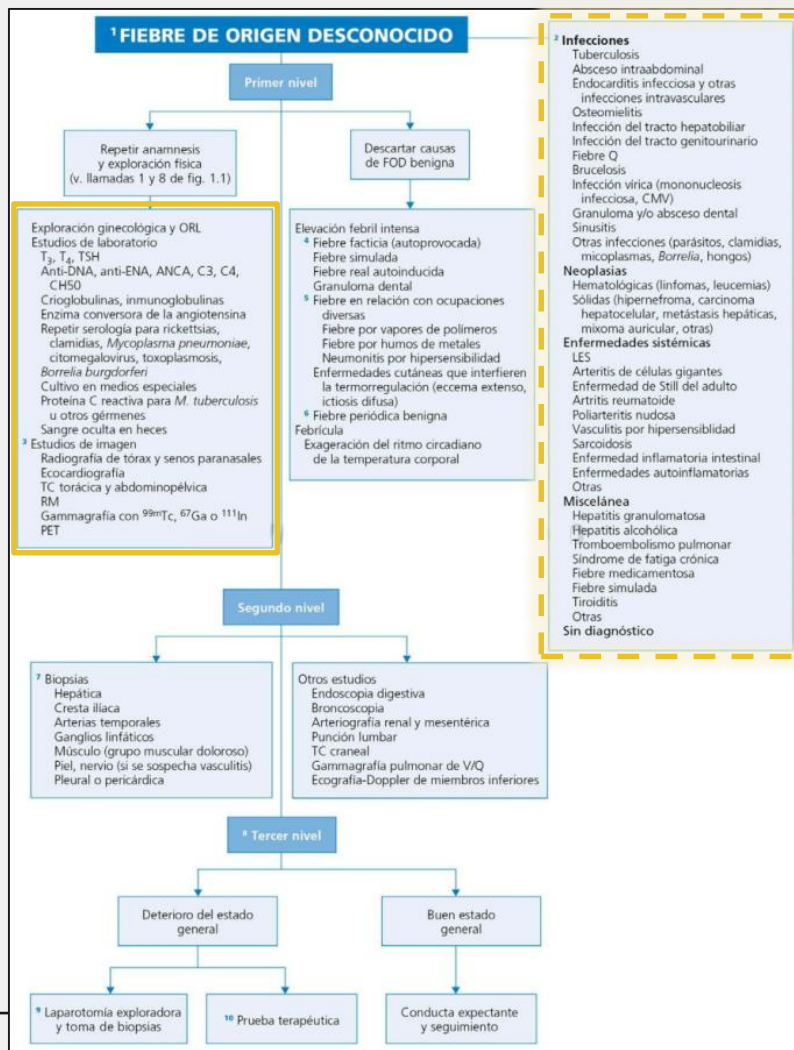 ¹ FIEBRE DE ORIGEN DESCONOCIDO
Primer nivel
Repetir anamnesis
y exploración física
(v. llamadas 1 y 8 de fig. 1.1)
Descartar causas
de FOD benigna
Exploración ginecológica y ORL
Estudios de laboratorio
T₃, T₄, TSH
Anti-DNA, anti-ENA, ANCA, C3, C4,
CH50
Crioglobulinas, inmunoglobulinas
Enzima conversora de la angiotensina
Repetir serología para rickettsias,
clamidias, Mycoplasma pneumoniae,
citomegalovirus, toxoplasmosis,
Borrelia burgdorferi
Cultivo en medios especiales
Proteína C reactiva para M. tuberculosis
u otros gérmenes
Sangre oculta en heces
³ Estudios de imagen
Radiografía de tórax y senos paranasales
Ecocardiografía
TC torácica y abdominopélvica
RM
Gammagrafía con ⁹⁹ᵐTc, ⁶⁷Ga o ¹¹¹In
PET
Elevación febril intensa
⁴ Fiebre facticia (autoprovocada)
Fiebre simulada
Fiebre real autoinducida
Granuloma dental
⁵ Fiebre en relación con ocupaciones
diversas
Fiebre por vapores de polímeros
Fiebre por humos de metales
Neumonitis por hipersensibilidad
Enfermedades cutáneas que interfieren
la termorregulación (eccema extenso,
ictiosis difusa)
⁶ Fiebre periódica benigna
Febrícula
Exageración del ritmo circadiano
de la temperatura corporal
² Infecciones
Tuberculosis
Absceso intraabdominal
Endocarditis infecciosa y otras
infecciones intravasculares
Osteomielitis
Infección del tracto hepatobiliar
Infección del tracto genitourinario
Fiebre Q
Brucelosis
Infección vírica (mononucleosis
infecciosa, CMV)
Granuloma y/o absceso dental
Sinusitis
Otras infecciones (parásitos, clamidias,
micoplasmas, Borrelia, hongos)
Neoplasias
Hematológicas (linfomas, leucemias)
Sólidas (hipernefroma, carcinoma
hepatocelular, metástasis hepáticas,
mixoma auricular, otras)
Enfermedades sistémicas
LES
Arteritis de células gigantes
Enfermedad de Still del adulto
Artritis reumatoide
Poliarteritis nudosa
Vasculitis por hipersensiblidad
Sarcoidosis
Enfermedad inflamatoria intestinal
Enfermedades autoinflamatorias
Otras
Miscelánea
Hepatitis granulomatosa
Hepatitis alcohólica
Tromboembolismo pulmonar
Síndrome de fatiga crónica
Fiebre medicamentosa
Fiebre simulada
Tiroiditis
Otras
Sin diagnóstico
Segundo nivel
⁷ Biopsias
Hepática
Cresta ilíaca
Arterias temporales
Ganglios linfáticos
Músculo (grupo muscular doloroso)
Piel, nervio (si se sospecha vasculitis)
Pleural o pericárdica
Otros estudios
Endoscopia digestiva
Broncoscopia
Arteriografía renal y mesentérica
Punción lumbar
TC craneal
Gammagrafía pulmonar de V/Q
Ecografía-Doppler de miembros inferiores
⁸ Tercer nivel
Deterioro del estado
general
Buen estado
general
⁹ Laparotomía exploradora
y toma de biopsias
¹⁰ Prueba terapéutica
Conducta expectante
y seguimiento